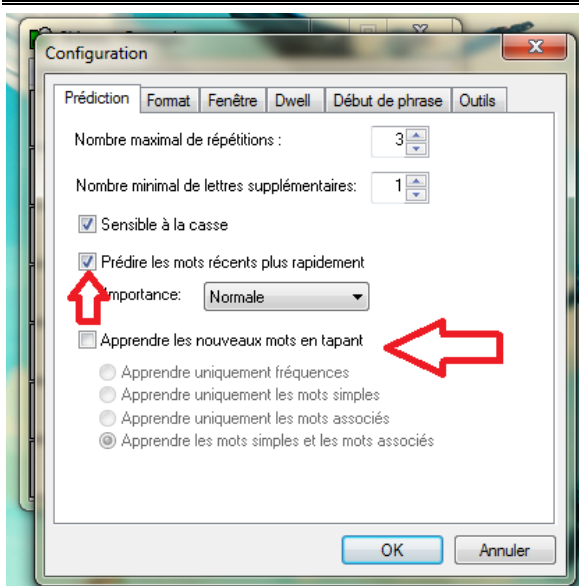 Configuration
Prédiction Format Fenêtre Dwell Début de phrase Outils
Nombre maximal de répétitions : 3
Nombre minimal de lettres supplémentaires: 1
Sensible à la casse
Prédire les mots récents plus rapidement
Importance: Normale
Apprendre les nouveaux mots en tapant
Apprendre uniquement fréquences
Apprendre uniquement les mots simples
Apprendre uniquement les mots associés
Apprendre les mots simples et les mots associés
OK Annuler